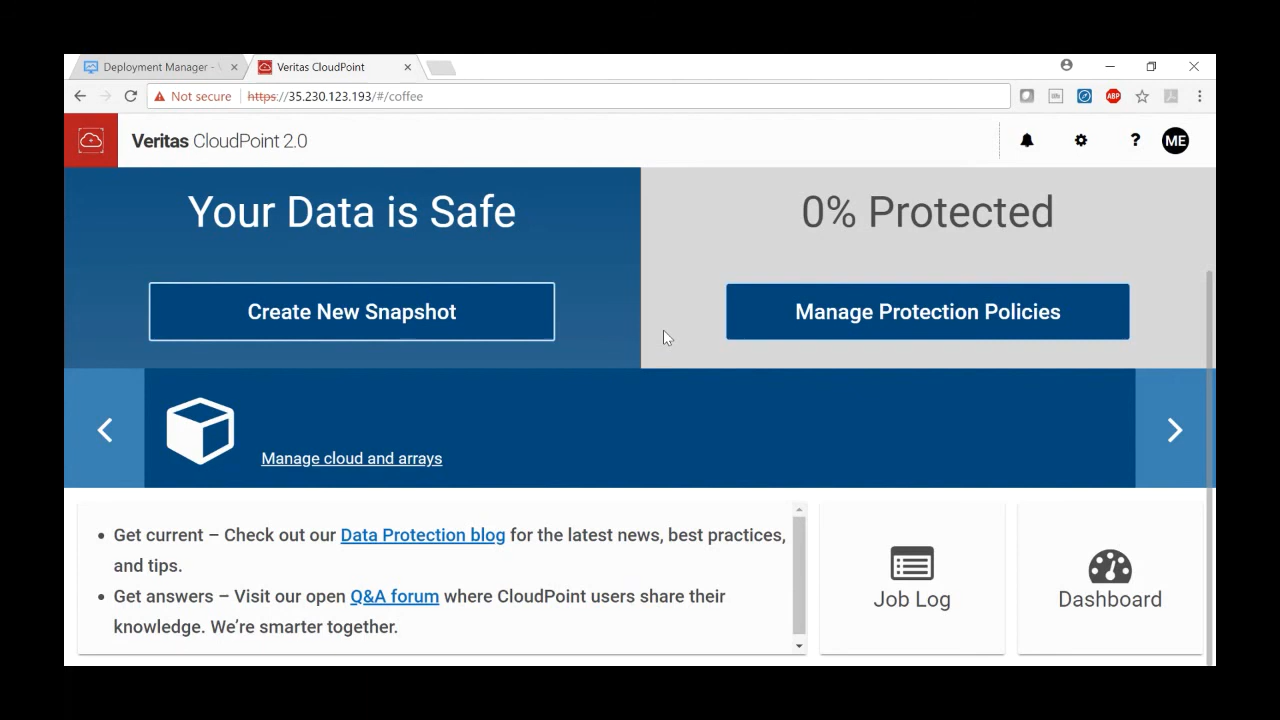 Deployment Manager -
Veritas CloudPoint
Not secure
https://35.230.123.193/#/coffee
ABP
Veritas CloudPoint 2.0
?
ME
Your Data is Safe
0% Protected
Create New Snapshot
Manage Protection Policies
Manage cloud and arrays
• Get current – Check out our Data Protection blog for the latest news, best practices,
and tips.
• Get answers – Visit our open Q&A forum where CloudPoint users share their
knowledge. We’re smarter together.
Job Log
Dashboard